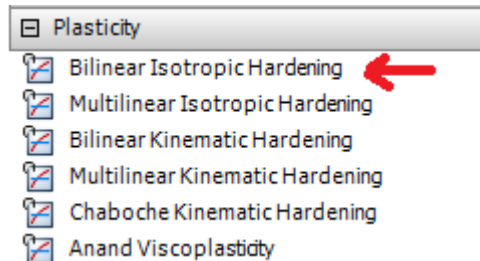 Plasticity
Bilinear Isotropic Hardening
Multilinear Isotropic Hardening
Bilinear Kinematic Hardening
Multilinear Kinematic Hardening
Chaboche Kinematic Hardening
Anand Viscoplasticity